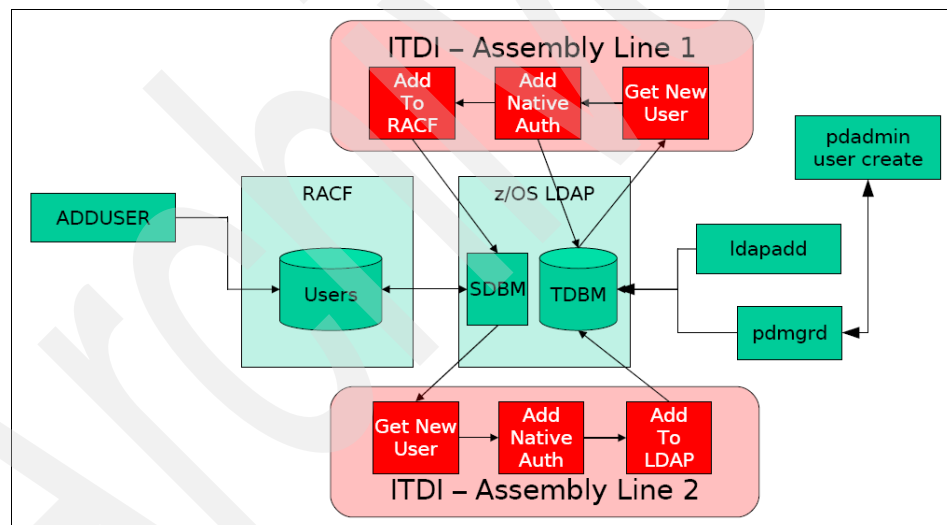 ITDI – Assembly Line 1
Add
To
RACF
Add
Native
Auth
Get New
User
pdadmin
user create
RACF
z/OS LDAP
ADDUSER
Users
SDBM
TDBM
ldapadd
pdmgrd
Get New
User
Add
Native
Auth
Add
To
LDAP
ITDI – Assembly Line 2